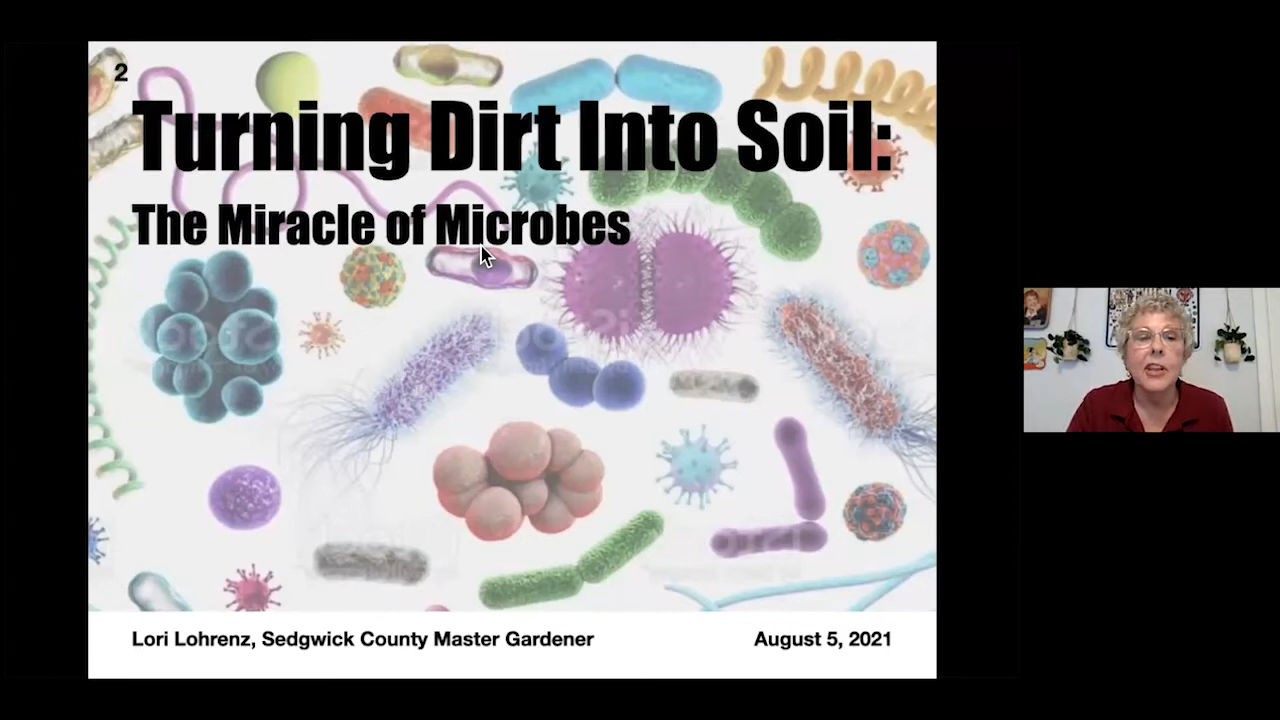 2
Turning Dirt Into Soil:
The Miracle of Microbes
Lori Lohrenz, Sedgwick County Master Gardener
August 5, 2021